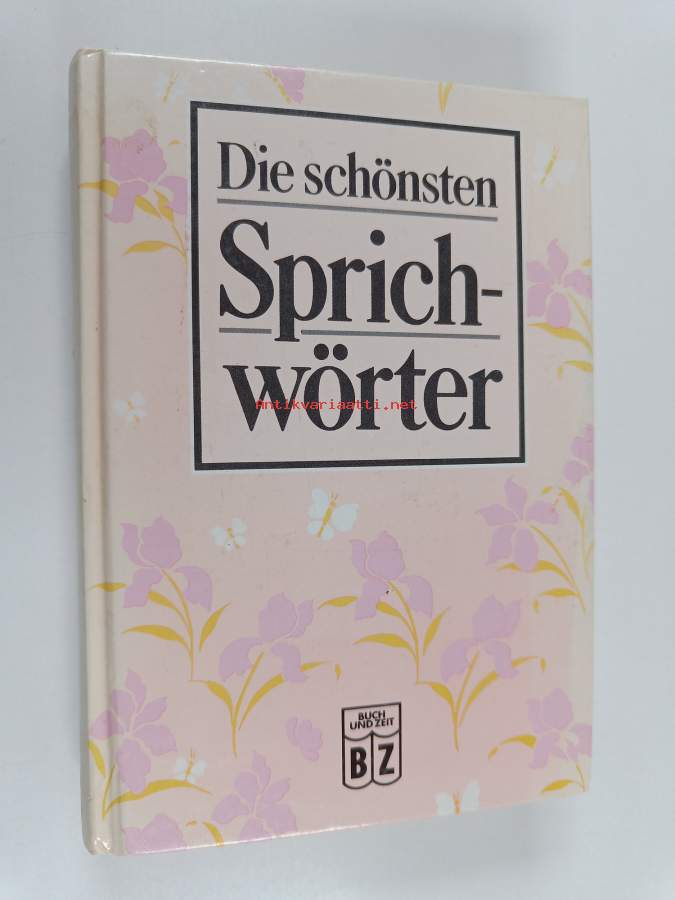 Die schönsten
Sprich-
wörter
Antikvariaatti.net
BUCH
UND ZEIT
B Z